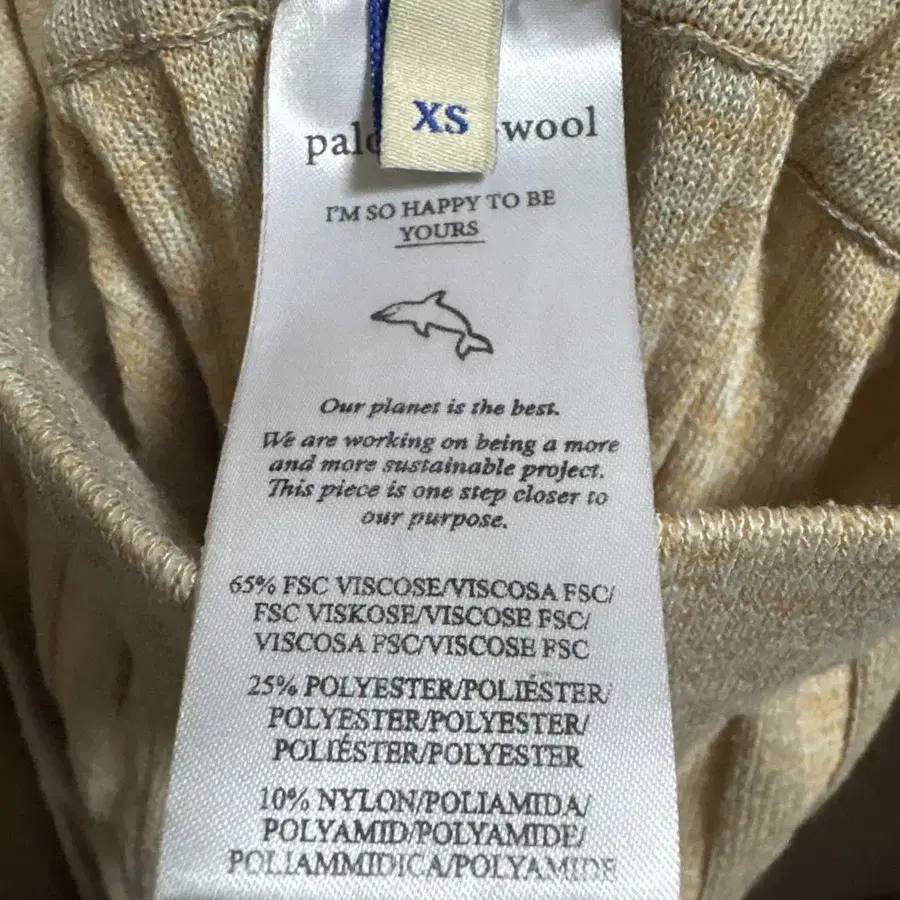 XS
wool
I'M SO HAPPY TO BE
YOURS
Our planet is the best.
We are working on being a more
and more sustainable project.
This piece is one step closer to
our purpose.
65% FSC VISCOSE/VISCOSA FSC/
FSC VISKOSE/VISCOSE FSC/
VISCOSA FSC/VISCOSE FSC
25% POLYESTER/POLIÉSTER/
POLYESTER/POLYESTER/
POLIÉSTER/POLYESTER
10% NYLON/POLIAMIDA/
POLYAMID/POLYAMIDE/
POLIAMMIDICA/POLYAMIDE